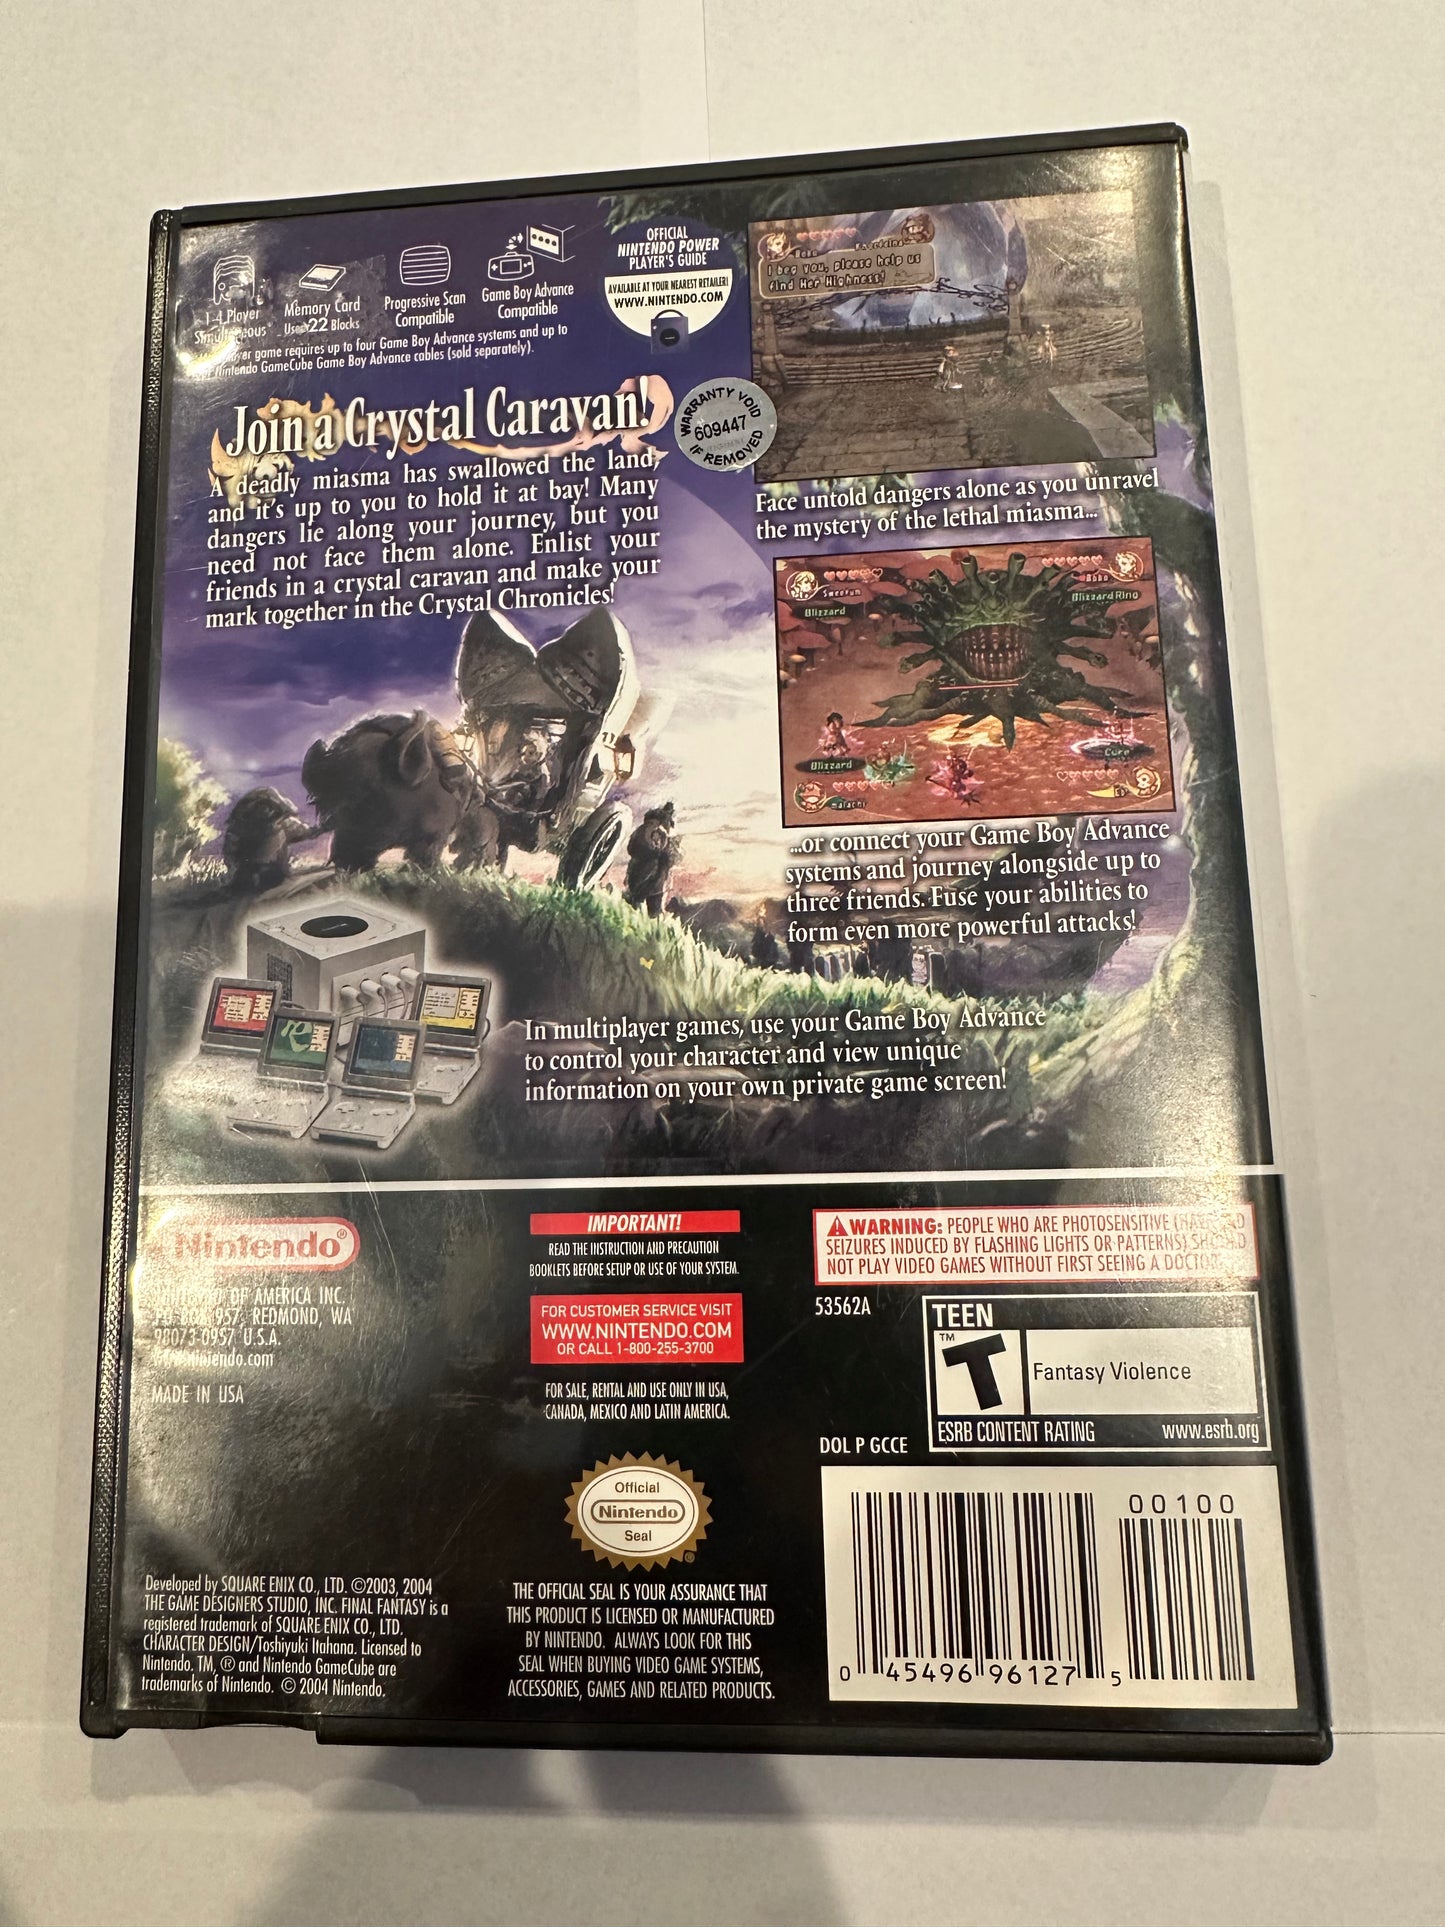 1-4 Player
Simultaneous
Memory Card
Uses 22 Blocks
Progressive Scan
Compatible
Game Boy Advance
Compatible
game requires up to four Game Boy Advance systems and up to
Nintendo GameCube Game Boy Advance cables (sold separately).
OFFICIAL
NINTENDO POWER
PLAYER'S GUIDE
AVAILABLE AT YOUR NEAREST RETAILER!
WWW.NINTENDO.COM
I beg you, please help us
find Her Highness!
Join a Crystal Caravan!
WARRANTY VOID
609447
IF REMOVED
A deadly miasma has swallowed the land,
and it's up to you to hold it at bay! Many
dangers lie along your journey, but you
need not face them alone. Enlist your
friends in a crystal caravan and make your
mark together in the Crystal Chronicles!
Face untold dangers alone as you unravel
the mystery of the lethal miasma...
Blizzard
Blizzard Ring
Blizzard
Cure
...or connect your Game Boy Advance
systems and journey alongside up to
three friends. Fuse your abilities to
form even more powerful attacks!
In multiplayer games, use your Game Boy Advance
to control your character and view unique
information on your own private game screen!
Nintendo®
OF AMERICA INC.
957, REDMOND, WA
98073-0957 U.S.A.
www.nintendo.com
MADE IN USA
IMPORTANT!
READ THE INSTRUCTION AND PRECAUTION
BOOKLETS BEFORE SETUP OR USE OF YOUR SYSTEM.
FOR CUSTOMER SERVICE VISIT
WWW.NINTENDO.COM
OR CALL 1-800-255-3700
FOR SALE, RENTAL AND USE ONLY IN USA,
CANADA, MEXICO AND LATIN AMERICA.
WARNING: PEOPLE WHO ARE PHOTOSENSITIVE
SEIZURES INDUCED BY FLASHING LIGHTS OR PATTERNS) SHOULD
NOT PLAY VIDEO GAMES WITHOUT FIRST SEEING A DOCTOR.
53562A
TEEN
T™
Fantasy Violence
ESRB CONTENT RATING www.esrb.org
DOL P GCCE
Official
Nintendo
Seal
®
THE OFFICIAL SEAL IS YOUR ASSURANCE THAT
THIS PRODUCT IS LICENSED OR MANUFACTURED
BY NINTENDO. ALWAYS LOOK FOR THIS
SEAL WHEN BUYING VIDEO GAME SYSTEMS,
ACCESSORIES, GAMES AND RELATED PRODUCTS.
Developed by SQUARE ENIX CO., LTD. ©2003, 2004
THE GAME DESIGNERS STUDIO, INC. FINAL FANTASY is a
registered trademark of SQUARE ENIX CO., LTD.
CHARACTER DESIGN/Toshiyuki Itahana. Licensed to
Nintendo. TM, ® and Nintendo GameCube are
trademarks of Nintendo. © 2004 Nintendo.
00100
0 45496 96127 5